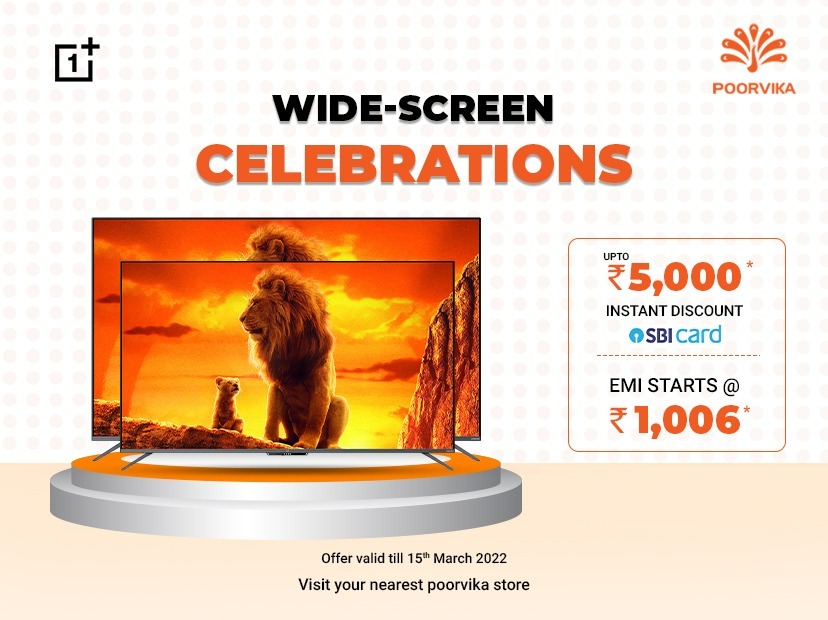 1+
POORVIKA
WIDE-SCREEN
CELEBRATIONS
UPTO
₹5,000*
INSTANT DISCOUNT
SBI card
EMI STARTS @
₹1,006*
Offer valid till 15th March 2022
Visit your nearest poorvika store